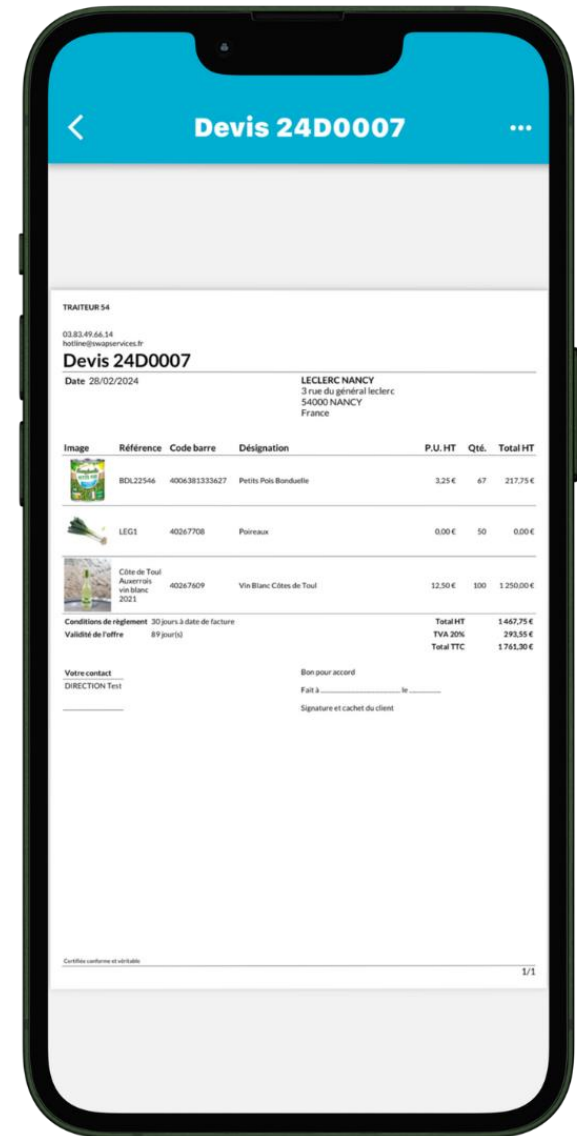 Devis 24D0007
TRAITEUR 54
03.83.49.66.14
hotline@swapservices.fr
Devis 24D0007
Date 28/02/2024
LECLERC NANCY
3 rue du général leclerc
54000 NANCY
France
Image Référence Code barre Désignation P.U. HT Qté. Total HT
BDL22546 4006381333627 Petits Pois Bonduelle 3,25 € 67 217,75 €
LEG1 40267708 Poireaux 0,00 € 50 0,00 €
Côte de Toul
Auxerrois
vin blanc
2021
40267609 Vin Blanc Côtes de Toul 12,50 € 100 1 250,00 €
Conditions de règlement 30 jours à date de facture Total HT 1 467,75 €
Validité de l'offre 89 jour(s) TVA 20% 293,55 €
Total TTC 1 761,30 €
Votre contact
DIRECTION Test
Bon pour accord
Fait à ................................ le ............
Signature et cachet du client
Certifiée conforme et véritable
1/1